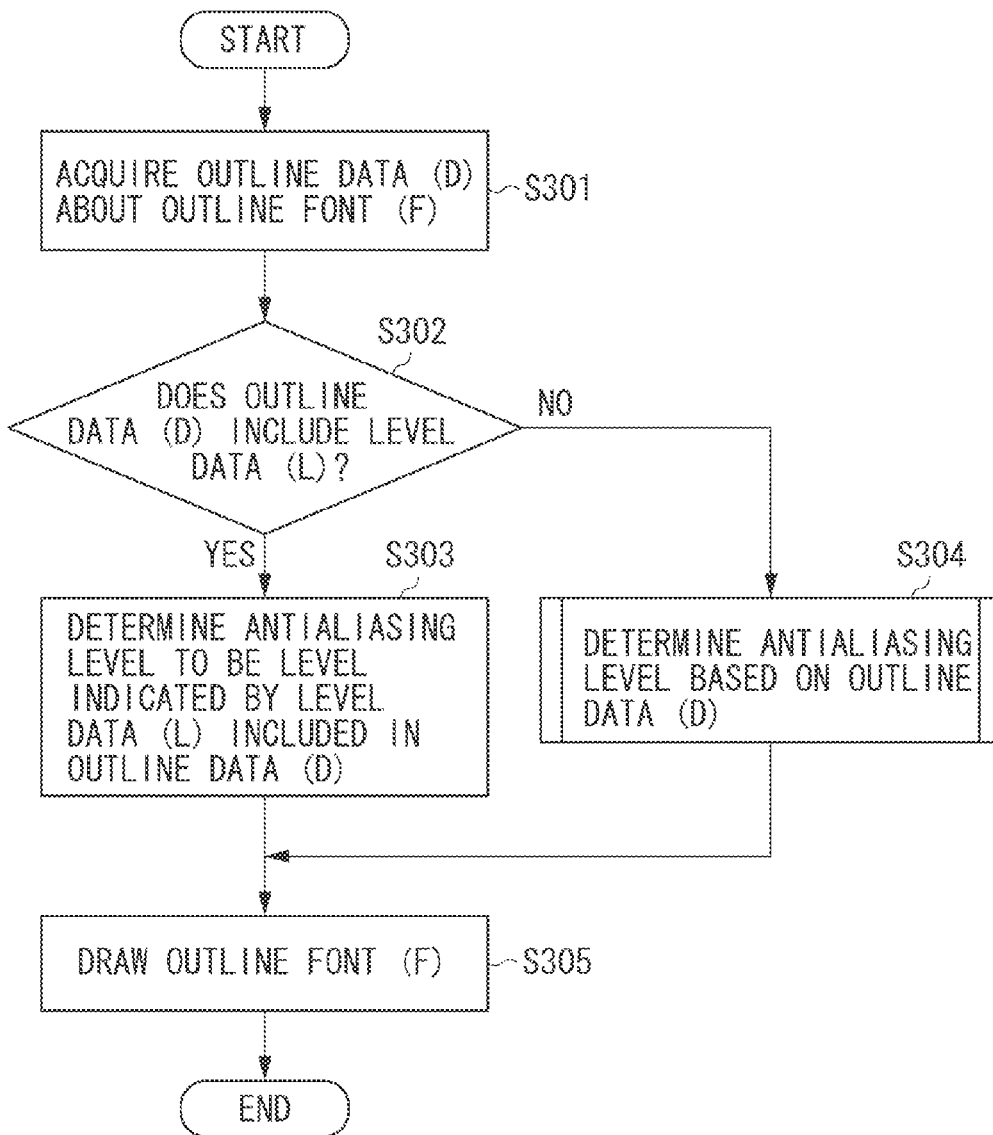 START
ACQUIRE OUTLINE DATA (D)
ABOUT OUTLINE FONT (F)
S301
S302
DOES OUTLINE
DATA (D) INCLUDE LEVEL
DATA (L)?
NO
YES
S303
DETERMINE ANTIALIASING
LEVEL TO BE LEVEL
INDICATED BY LEVEL
DATA (L) INCLUDED IN
OUTLINE DATA (D)
S304
DETERMINE ANTIALIASING
LEVEL BASED ON OUTLINE
DATA (D)
DRAW OUTLINE FONT (F)
S305
END